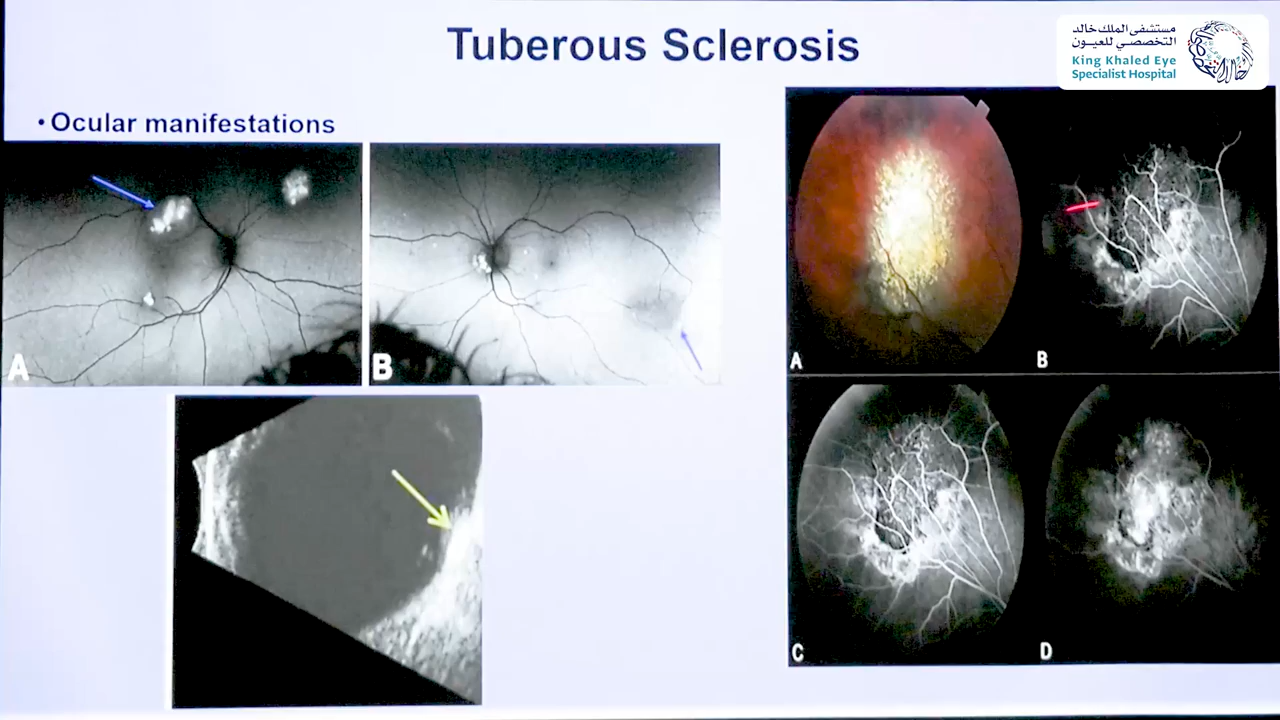 Tuberous Sclerosis
مستشفى الملك خالد
التخصصي للعيون
King Khaled Eye
Specialist Hospital
• Ocular manifestations
A
B
A
B
C
D